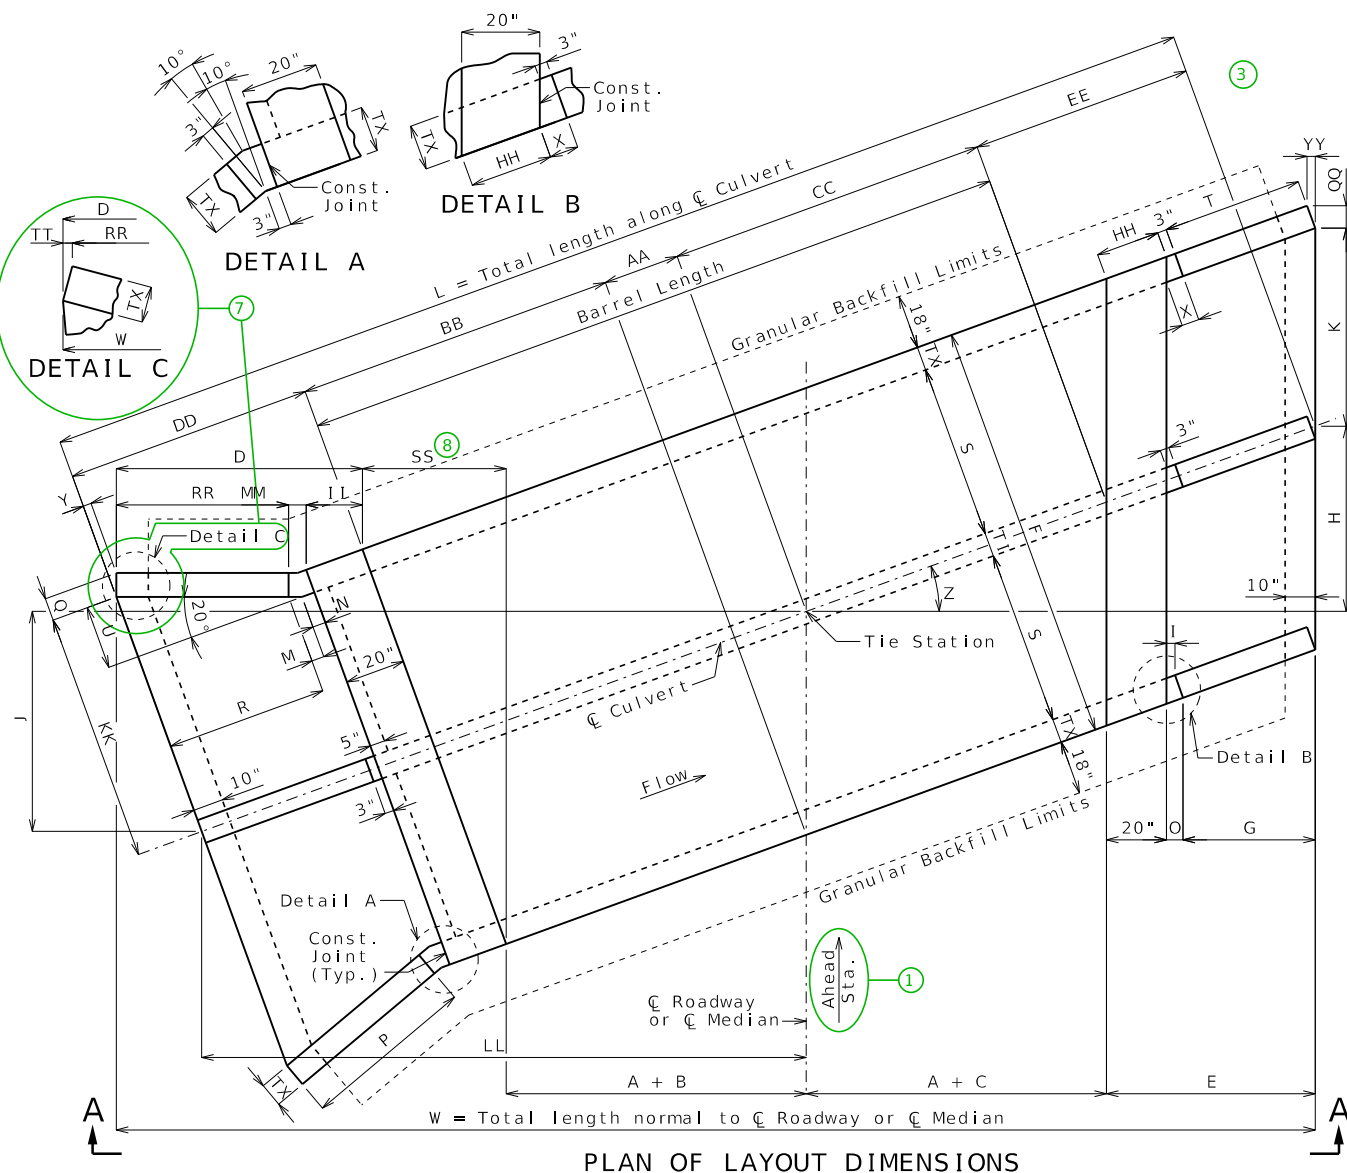 20"
3"
10°
10°
20"
3"
TX
TX
3"
Const.
Joint
DETAIL A
Const.
Joint
TX
HH
X
DETAIL B
3
EE
YY
QQ
D
TT
RR
TX
W
DETAIL C
7
L = Total length along ℄ Culvert
CC
AA
BB
Barrel Length
DD
Granular Backfill Limits
18"
TX
HH
3"
T
X
K
8
D
SS
RR
MM
IL
Y
Detail C
S
F
3"
H
Q
U
20°
N
M
20"
TI
Z
10"
Tie Station
I
R
S
℄ Culvert
J
KK
5"
10"
3"
Flow
TX
18"
Detail B
20"
O
G
Granular Backfill Limits
Detail A
Const.
Joint
(Typ.)
P
TX
℄ Roadway
or ℄ Median
Ahead
Sta.
1
LL
A + B
A + C
E
W = Total length normal to ℄ Roadway or ℄ Median
A
A
PLAN OF LAYOUT DIMENSIONS